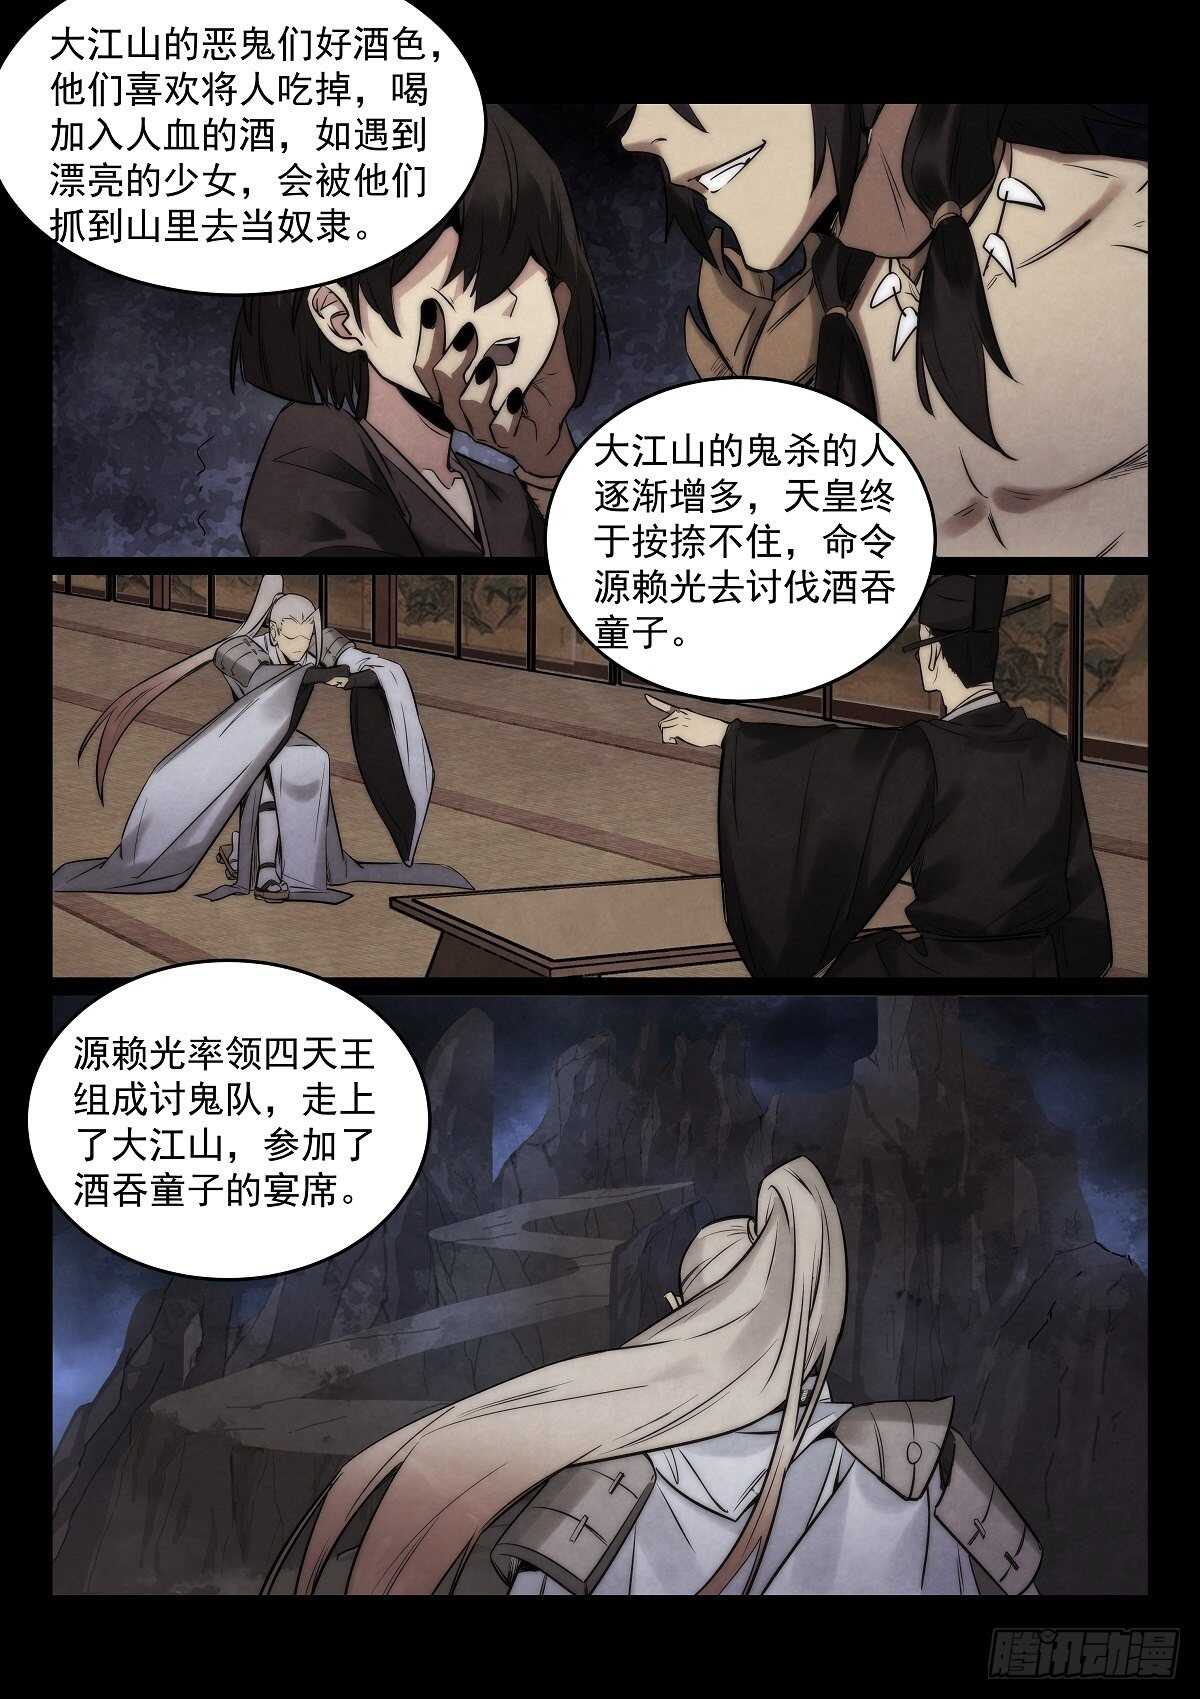 大江山的恶鬼们好酒色，
他们喜欢将人吃掉，喝
加入人血的酒，如遇到
漂亮的少女，会被他们
抓到山里去当奴隶。
大江山的鬼杀的人
逐渐增多，天皇终
于按捺不住，命令
源赖光去讨伐酒吞
童子。
源赖光率领四天王
组成讨鬼队，走上
了大江山，参加了
酒吞童子的宴席。
腾讯动漫